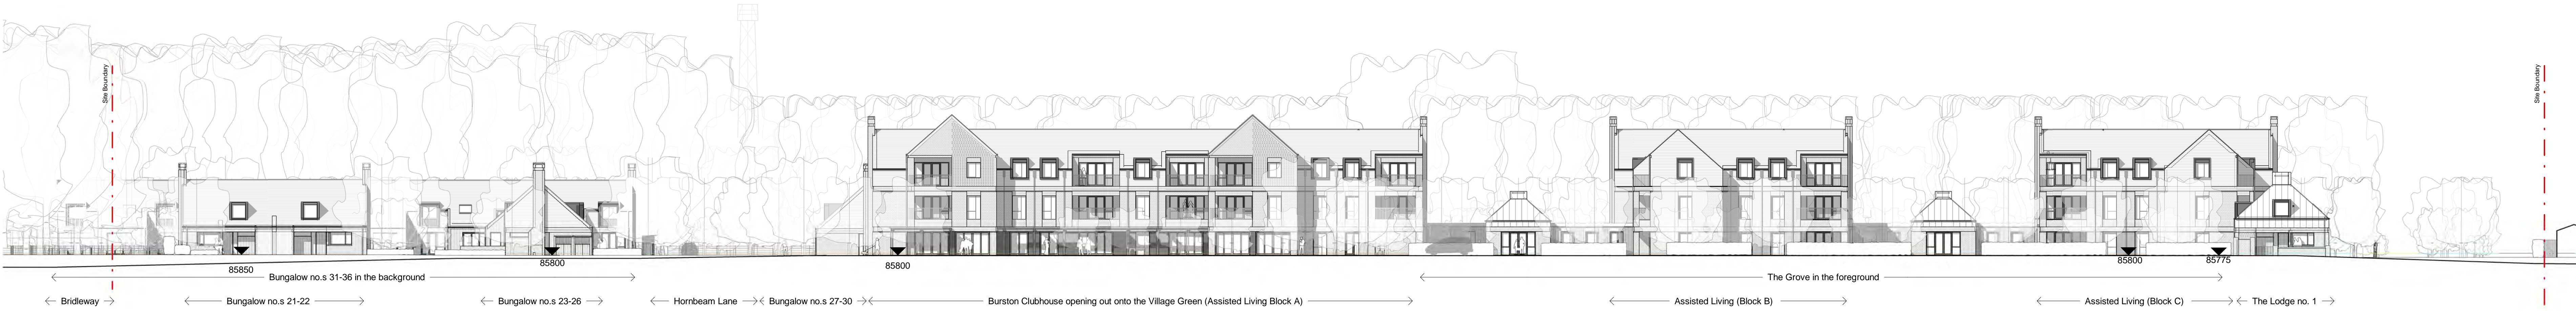 Site Boundary
Site Boundary
85850
85800
85800
85800
85775
Bungalow no.s 31-36 in the background
The Grove in the foreground
Bridleway
Bungalow no.s 21-22
Bungalow no.s 23-26
Hornbeam Lane
Bungalow no.s 27-30
Burston Clubhouse opening out onto the Village Green (Assisted Living Block A)
Assisted Living (Block B)
Assisted Living (Block C)
The Lodge no. 1